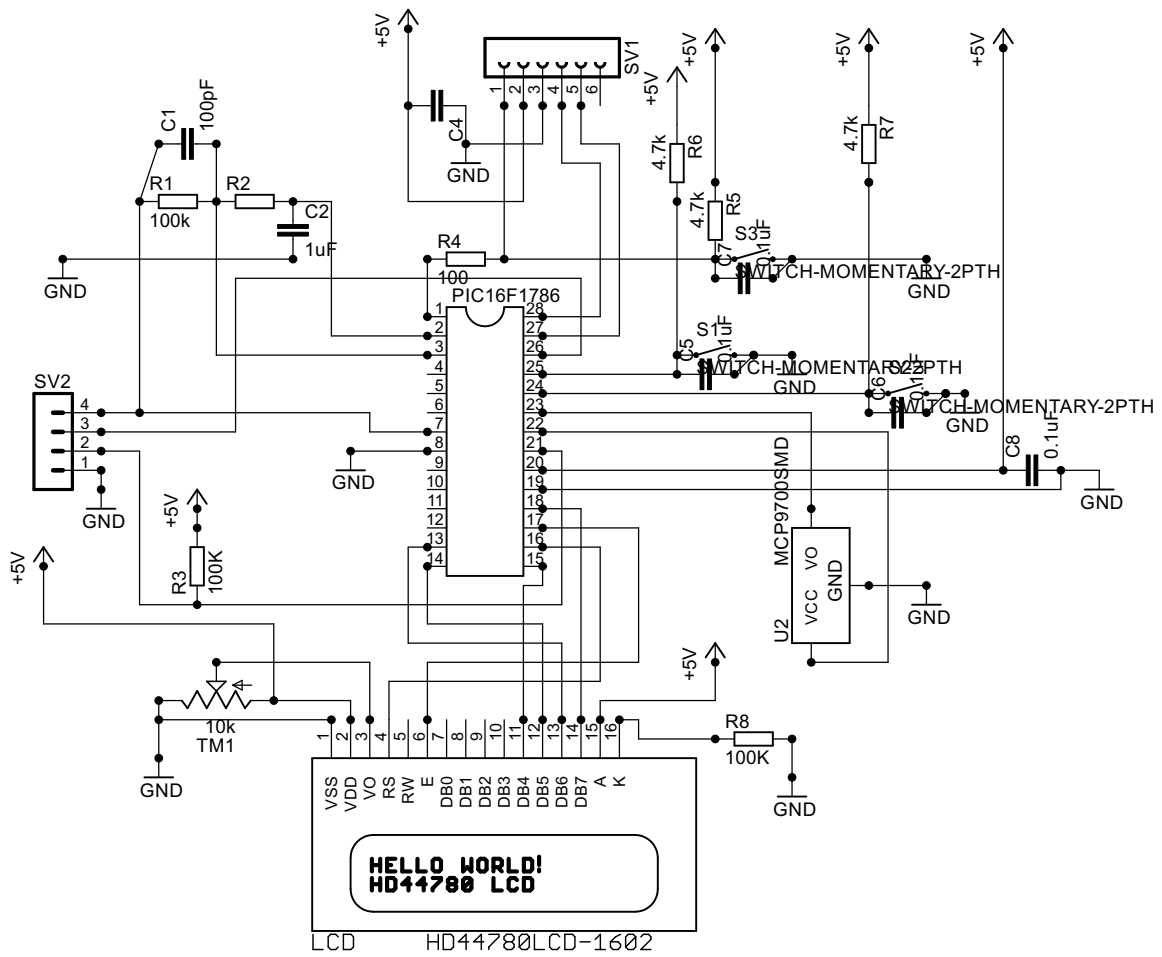 +5V
SV1
1 2 3 4 5 6
+5V
+5V
+5V
+5V
C1
100pF
C4
GND
4.7k
R6
4.7k
R7
R1
100k
R2
C2
1uF
4.7k
R5
S3
C7
0.1uF
SWITCH-MOMENTARY-2PTH
GND
GND
R4
100
PIC16F1786
1 28
2 27
3 26
4 25
5 24
6 23
7 22
8 21
9 20
10 19
11 18
12 17
13 16
14 15
S1
C5
0.1uF
SWITCH-MOMENTARY-2PTH
GND
S2
C6
0.1uF
SWITCH-MOMENTARY-2PTH
GND
SV2
4
3
2
1
GND
GND
C8
0.1uF
GND
+5V
R3
100K
+5V
MCP9700SMD
VCC VO
GND
U2
GND
+5V
10k
TM1
GND
R8
100K
GND
1 2 3 4 5 6 7 8 9 10 11 12 13 14 15 16
VSS VDD VO RS RW E DB0 DB1 DB2 DB3 DB4 DB5 DB6 DB7 A K
HELLO WORLD!
HD44780 LCD
LCD HD44780LCD-1602